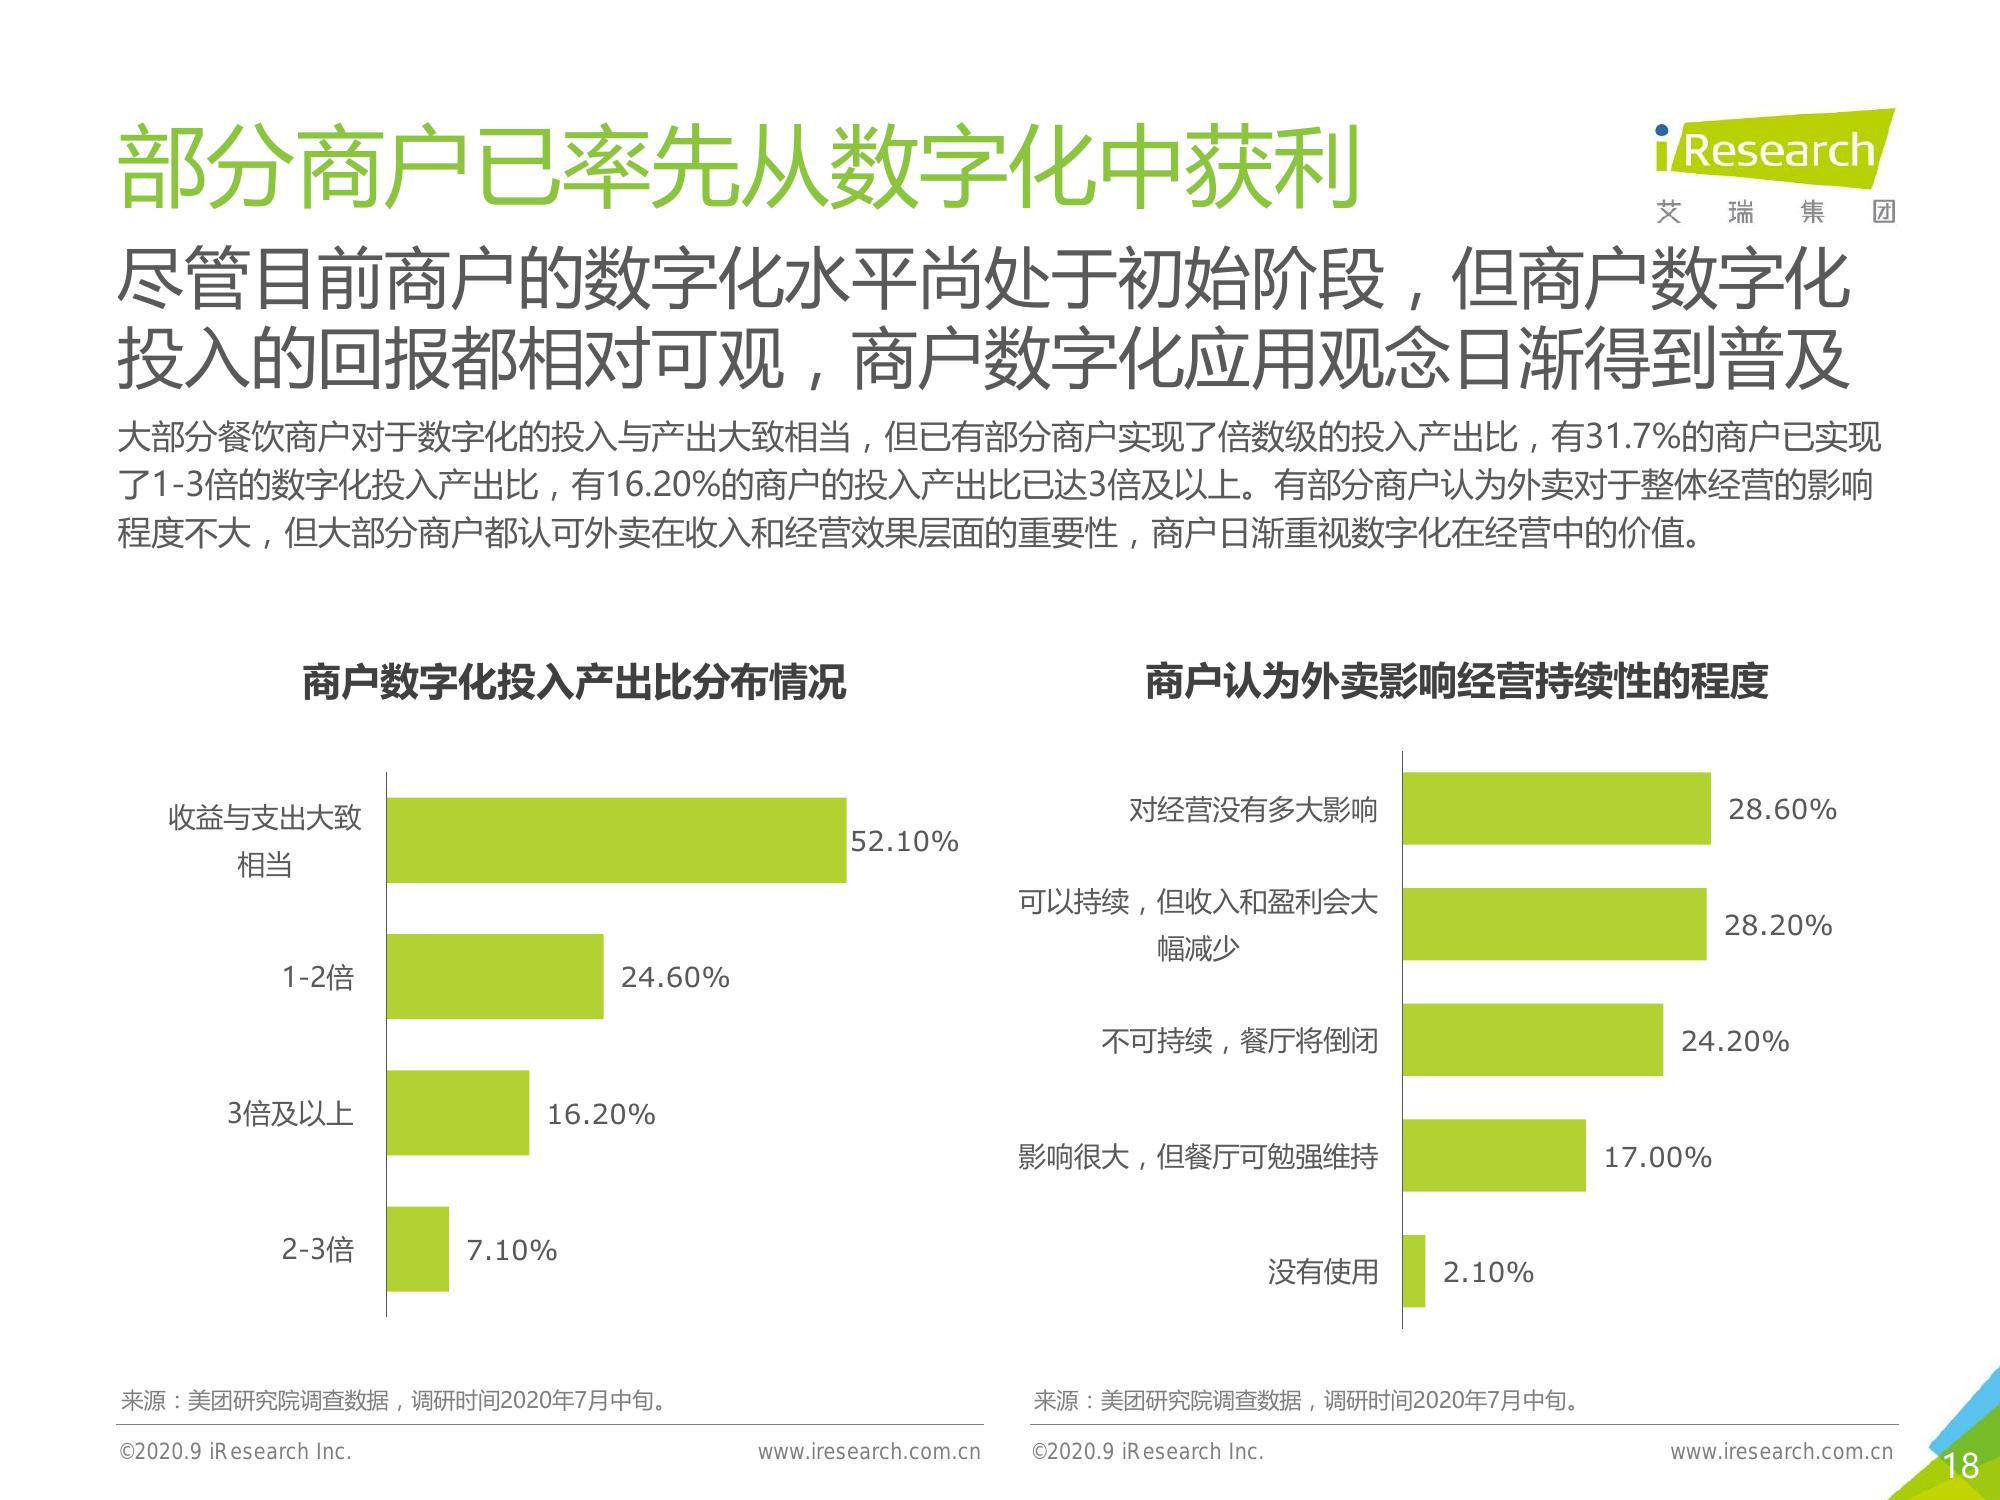 部分商户已率先从数字化中获利
iResearch
艾瑞集团
尽管目前商户的数字化水平尚处于初始阶段，但商户数字化
投入的回报都相对可观，商户数字化应用观念日渐得到普及
大部分餐饮商户对于数字化的投入与产出大致相当，但已有部分商户实现了倍数级的投入产出比，有31.7%的商户已实现
了1-3倍的数字化投入产出比，有16.20%的商户的投入产出比已达3倍及以上。有部分商户认为外卖对于整体经营的影响
程度不大，但大部分商户都认可外卖在收入和经营效果层面的重要性，商户日渐重视数字化在经营中的价值。
商户数字化投入产出比分布情况
收益与支出大致
相当
52.10%
1-2倍
24.60%
3倍及以上
16.20%
2-3倍
7.10%
来源：美团研究院调查数据，调研时间2020年7月中旬。
©2020.9 iResearch Inc.
www.iresearch.com.cn
商户认为外卖影响经营持续性的程度
对经营没有多大影响
28.60%
可以持续，但收入和盈利会大
幅减少
28.20%
不可持续，餐厅将倒闭
24.20%
影响很大，但餐厅可勉强维持
17.00%
没有使用
2.10%
来源：美团研究院调查数据，调研时间2020年7月中旬。
©2020.9 iResearch Inc.
www.iresearch.com.cn
18